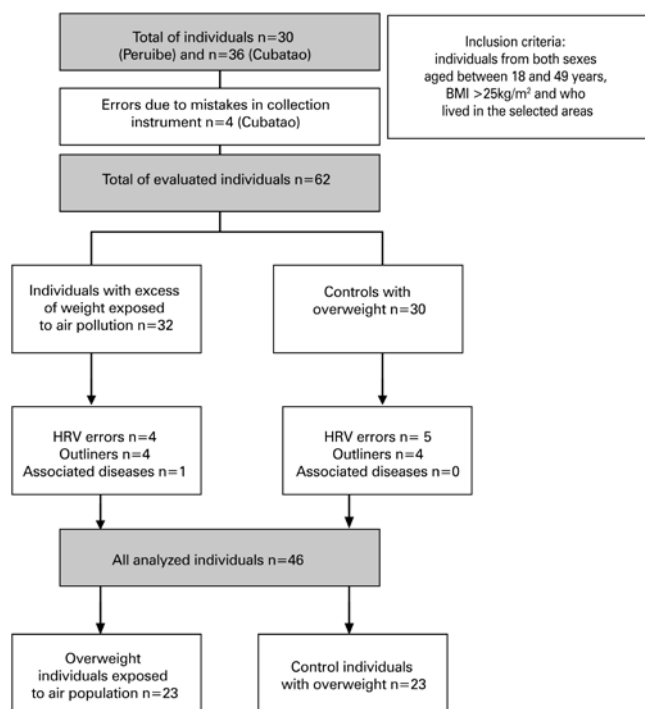 Total of individuals n=30
(Peruibe) and n=36 (Cubatao)
Inclusion criteria:
individuals from both sexes
aged between 18 and 49 years,
BMI >25kg/m² and who
lived in the selected areas
Errors due to mistakes in collection
instrument n=4 (Cubatao)
Total of evaluated individuals n=62
Individuals with excess
of weight exposed
to air pollution n=32
Controls with
overweight n=30
HRV errors n=4
Outliners n=4
Associated diseases n=1
HRV errors n= 5
Outliners n=4
Associated diseases n=0
All analyzed individuals n=46
Overweight
individuals exposed
to air population n=23
Control individuals
with overweight n=23